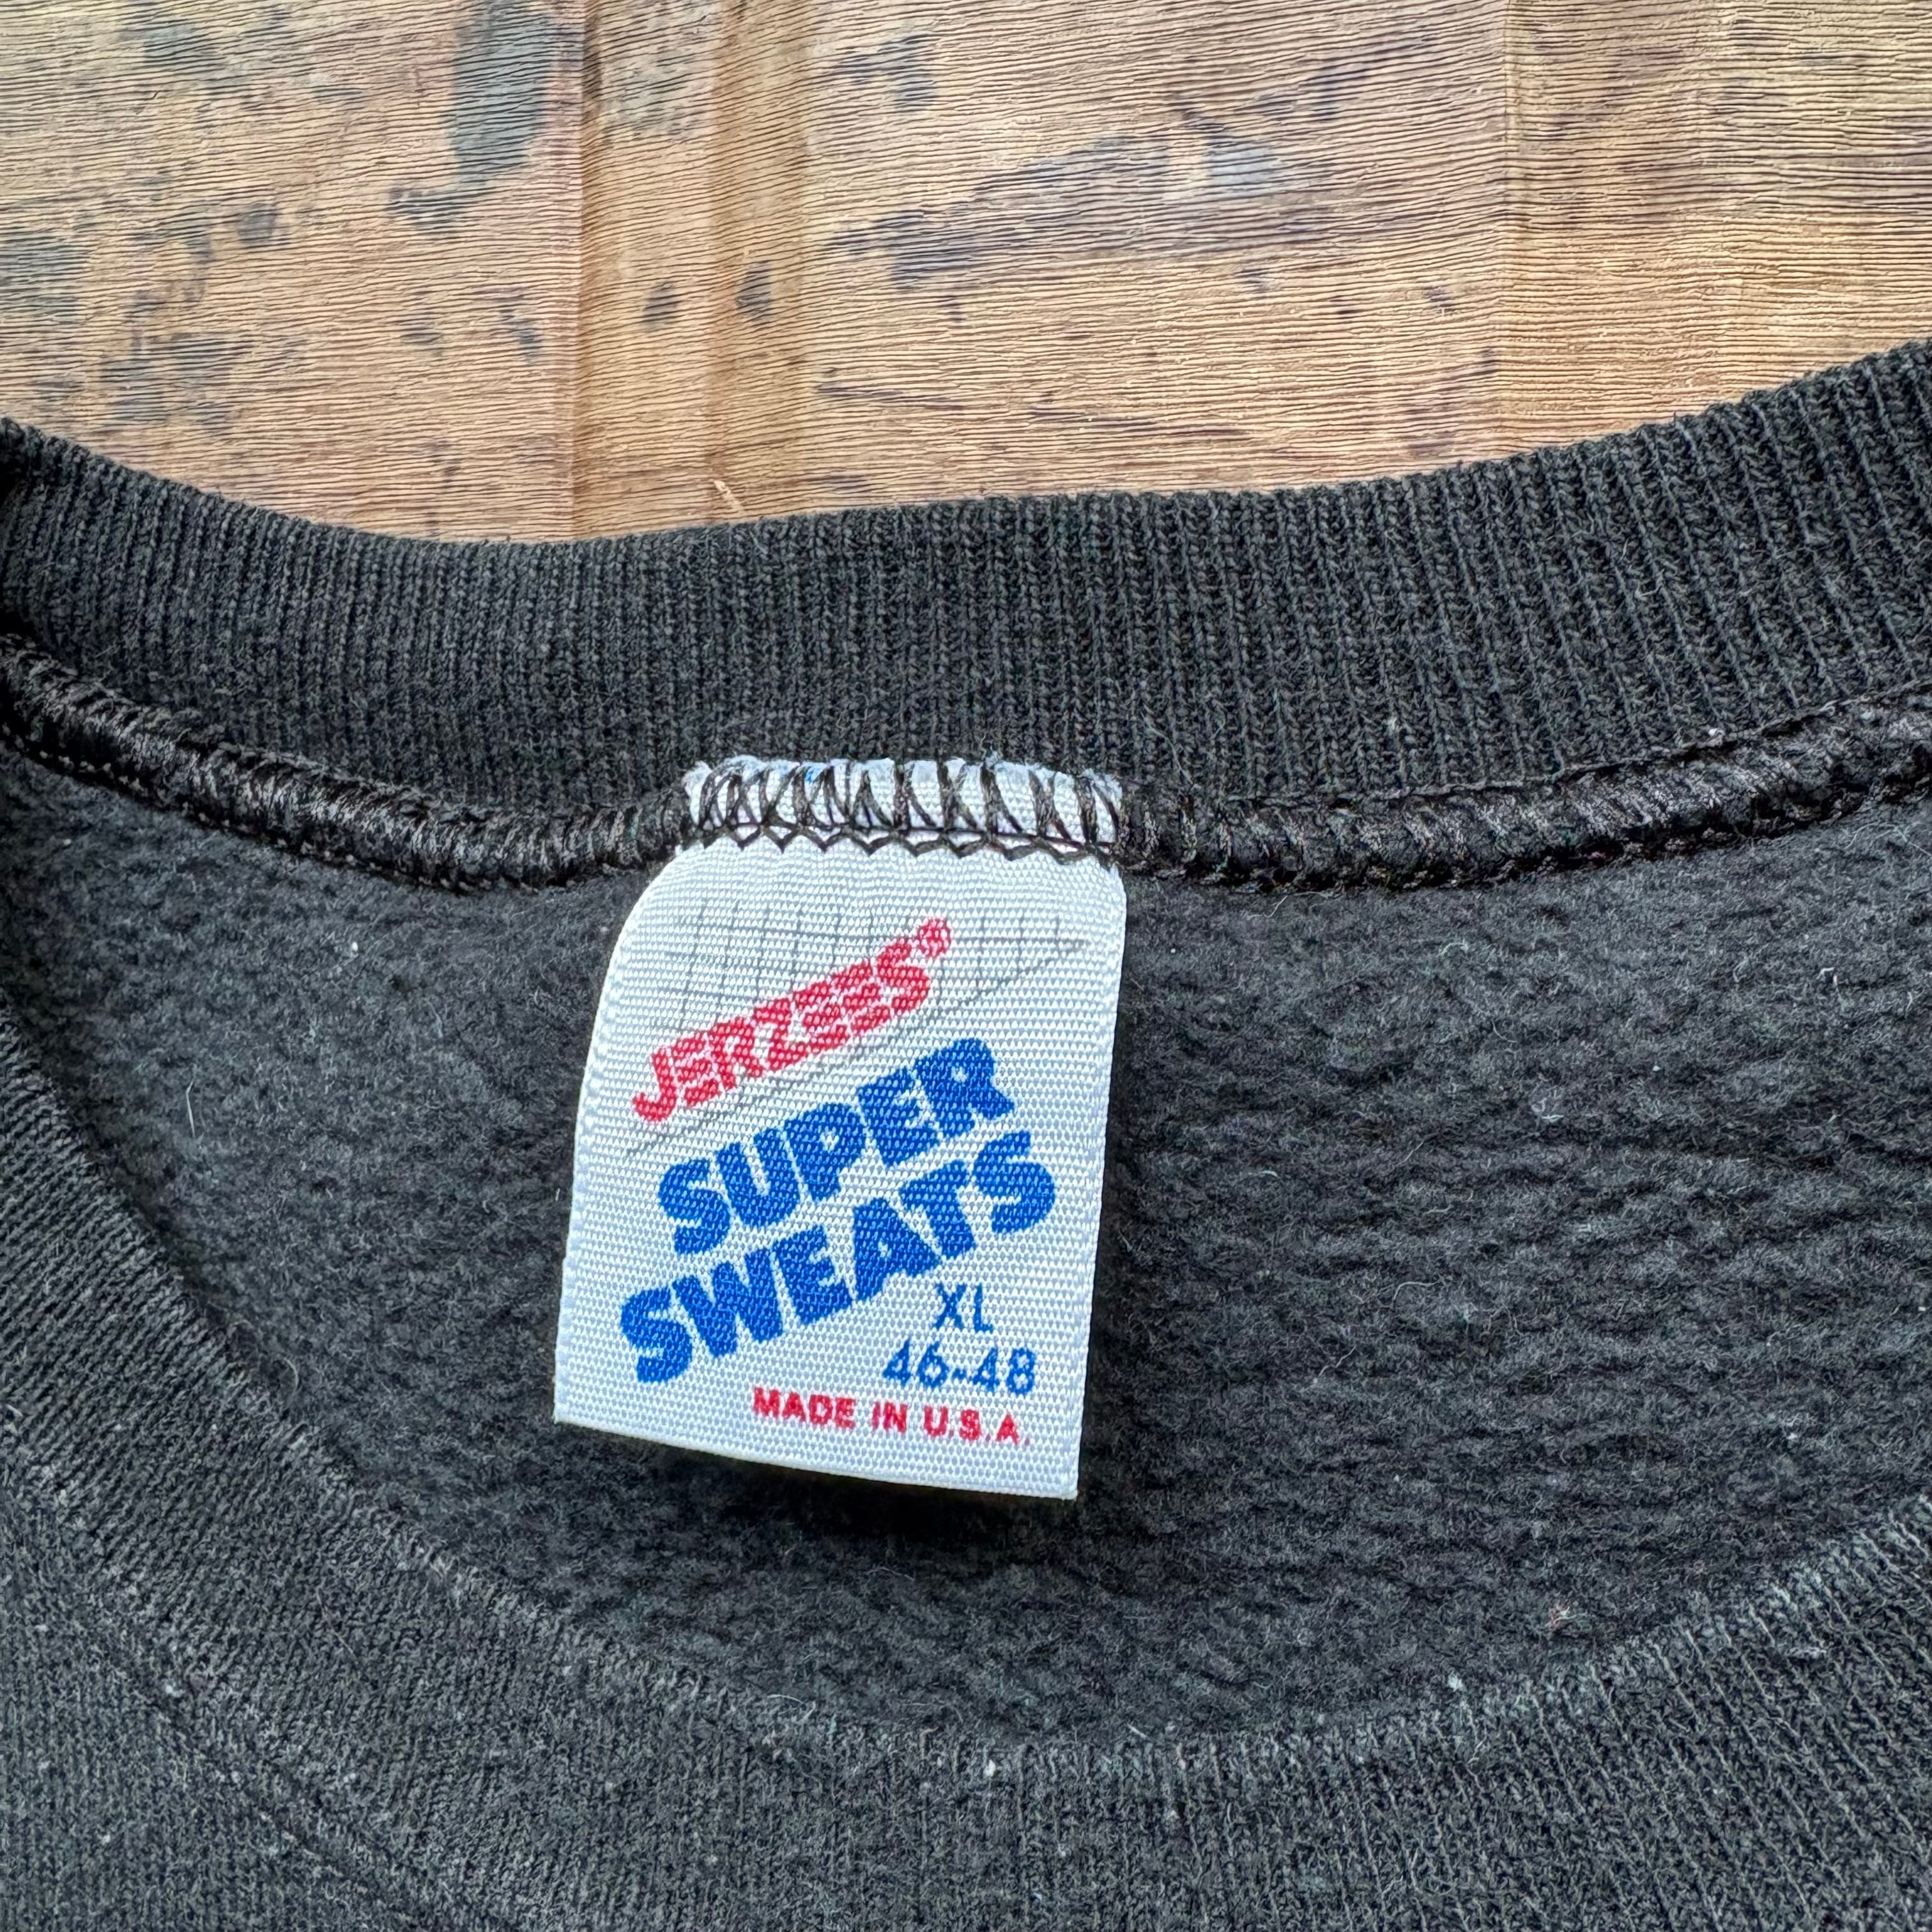 JERZEES®
SUPER
SWEATS
XL
46-48
MADE IN U.S.A.